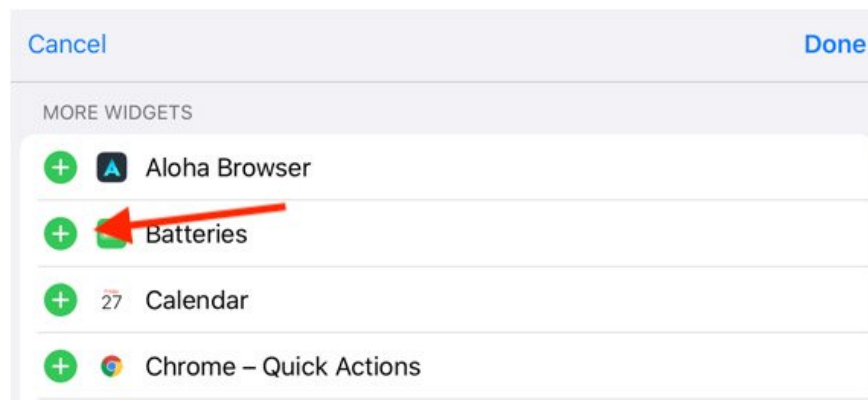 Cancel Done
MORE WIDGETS
Aloha Browser
Batteries
27 Calendar
Chrome – Quick Actions